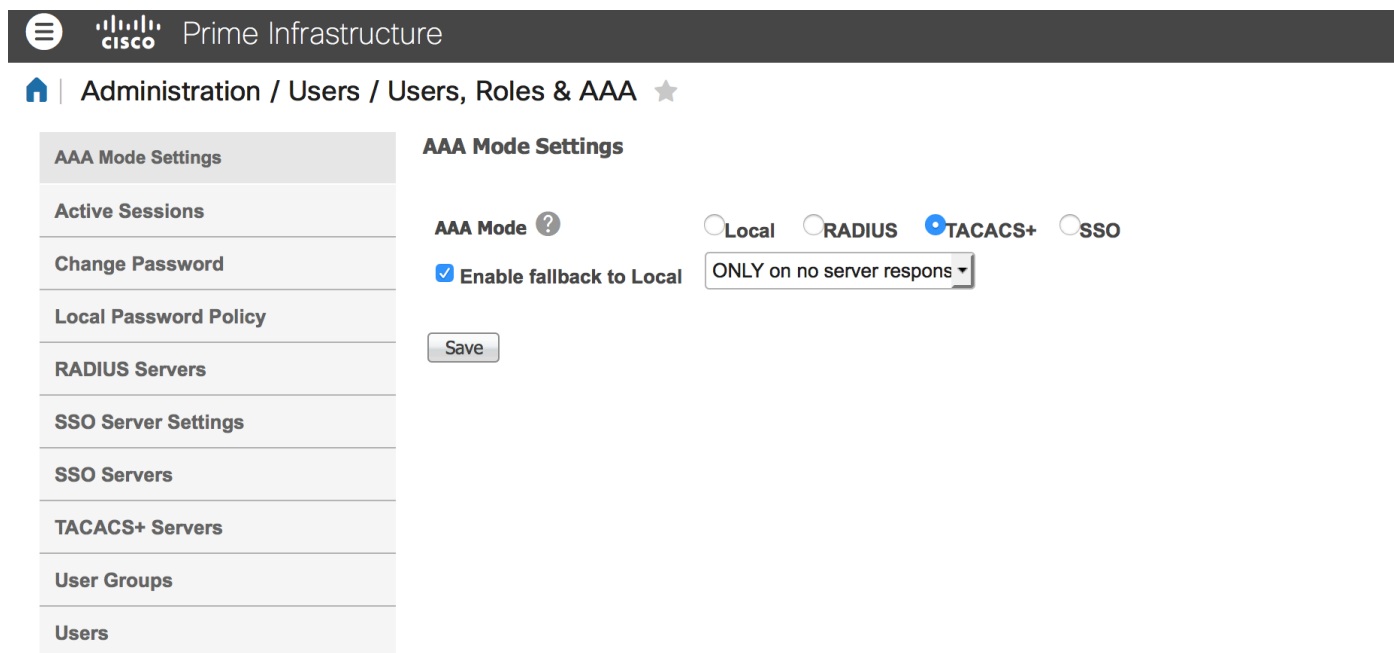 cisco Prime Infrastructure
Administration / Users / Users, Roles & AAA
AAA Mode Settings
Active Sessions
Change Password
Local Password Policy
RADIUS Servers
SSO Server Settings
SSO Servers
TACACS+ Servers
User Groups
Users
AAA Mode Settings
AAA Mode ? Local RADIUS TACACS+ SSO
Enable fallback to Local ONLY on no server respons
Save